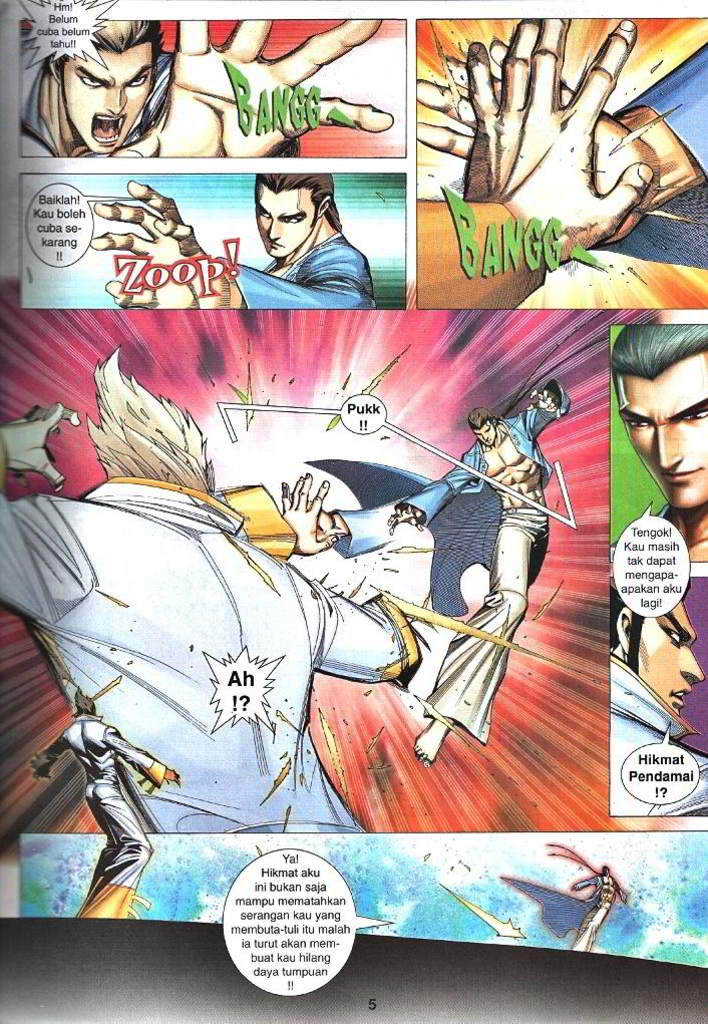 Hm!
Belum
cuba belum
tahu!!
BANGG
BANGG
Baiklah!
Kau boleh
cuba se-
karang
!!
ZOOP!
Pukk
!!
Tengok!
Kau masih
tak dapat
mengapa-
apakan aku
lagi!
Ah
!?
Hikmat
Pendamai
!?
Ya!
Hikmat aku
ini bukan saja
mampu mematahkan
serangan kau yang
membuta-tuli itu malah
ia turut akan mem-
buat kau hilang
daya tumpuan
!!
5